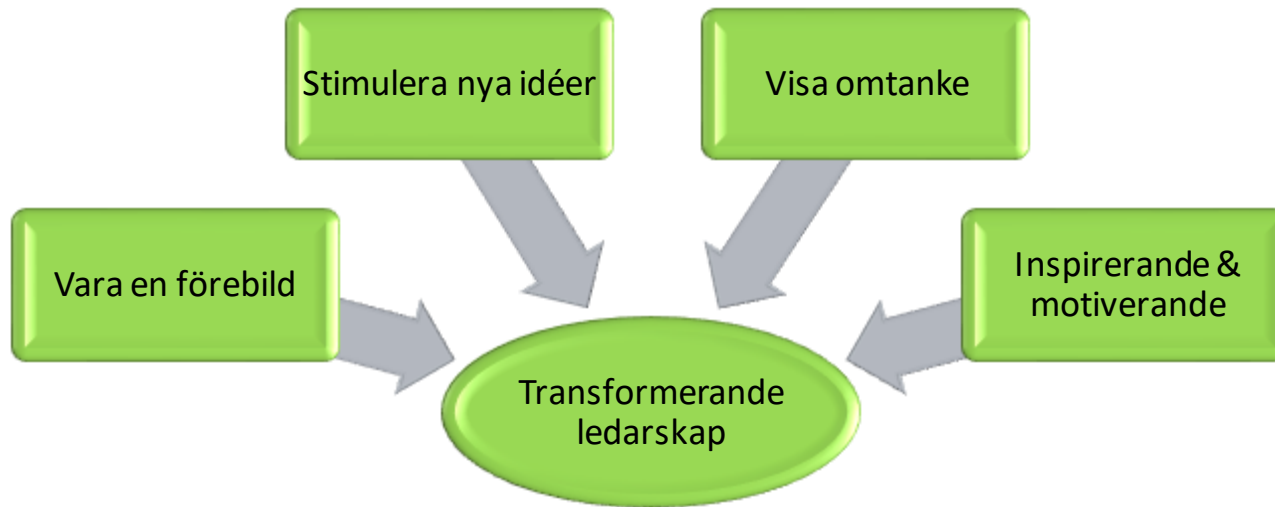 Stimulera nya idéer
Visa omtanke
Vara en förebild
Inspirerande &
motiverande
Transformerande
ledarskap